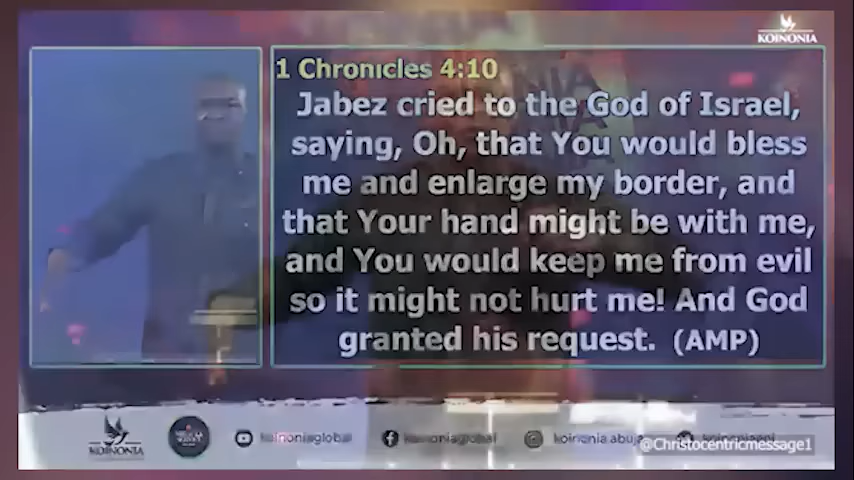 KOINONIA
1 Chronicles 4:10
Jabez cried to the God of Israel,
saying, Oh, that You would bless
me and enlarge my border, and
that Your hand might be with me,
and You would keep me from evil
so it might not hurt me! And God
granted his request. (AMP)
KOINONIA
koinoniaglobal
koinoniaglobal
koinonia.abuja
@Christocentricmessage1